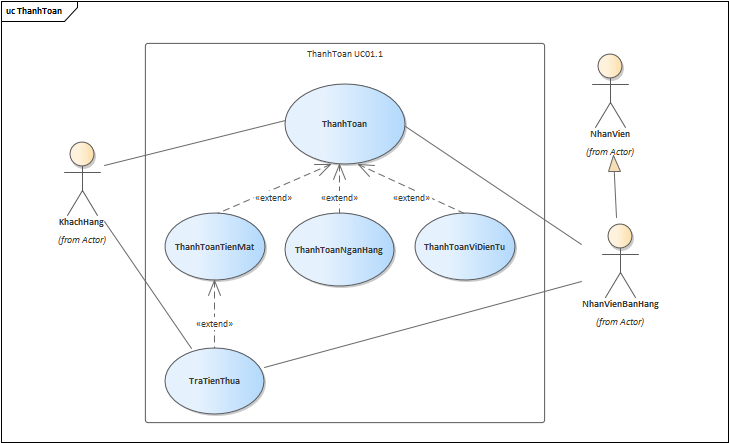 uc ThanhToan
ThanhToan UC01.1
ThanhToan
NhanVien
(from Actor)
KhachHang
(from Actor)
«extend»
«extend»
«extend»
ThanhToanTienMat
ThanhToanNganHang
ThanhToanViDienTu
NhanVienBanHang
(from Actor)
«extend»
TraTienThua